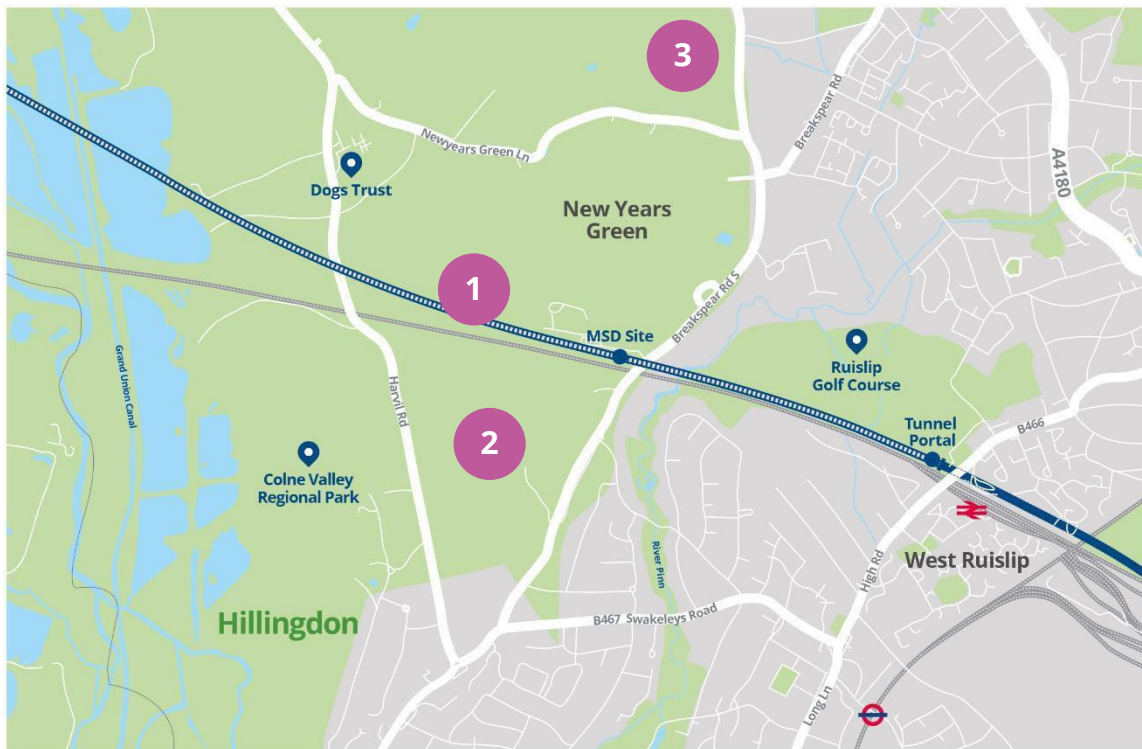 3
Breakspear Rd
A4180
Newyears Green Ln
Dogs Trust
New Years
Green
1
MSD Site
Breakspear Rd S
Ruislip
Golf Course
Grand Union Canal
Harvil Rd
2
Tunnel
Portal
B466
Colne Valley
Regional Park
River Pinn
High Rd
West Ruislip
Hillingdon
B467 Swakeleys Road
Long Ln